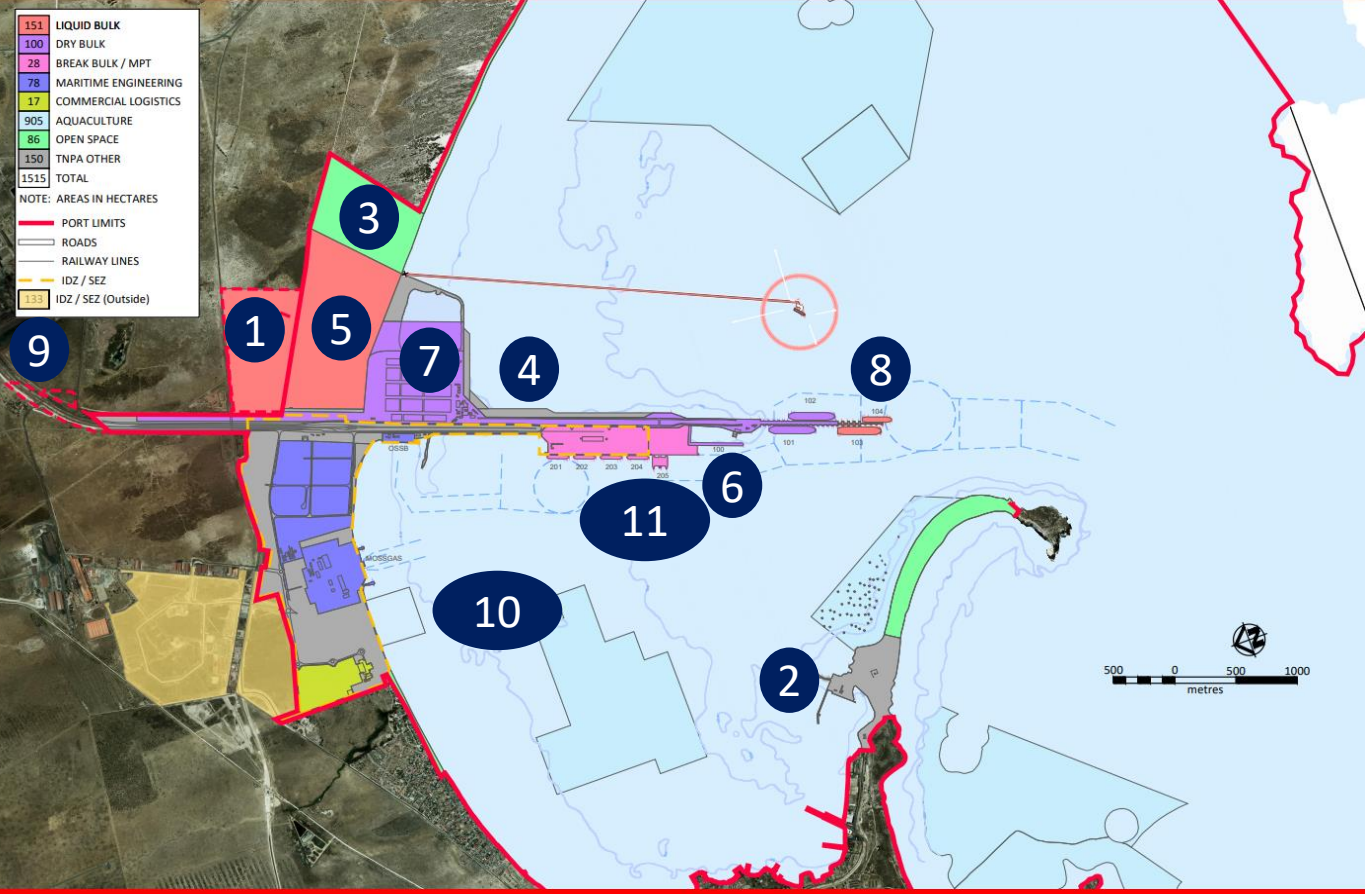 151 LIQUID BULK
100 DRY BULK
28 BREAK BULK / MPT
78 MARITIME ENGINEERING
17 COMMERCIAL LOGISTICS
905 AQUACULTURE
86 OPEN SPACE
150 TNPA OTHER
1515 TOTAL
NOTE: AREAS IN HECTARES
PORT LIMITS
ROADS
RAILWAY LINES
IDZ / SEZ
133 IDZ / SEZ (Outside)
3
1
5
9
7
4
8
102
104
101
103
OSSB
100
201 202 203 204
205
6
11
MOSSGAS
10
2
500 0 500 1000
metres